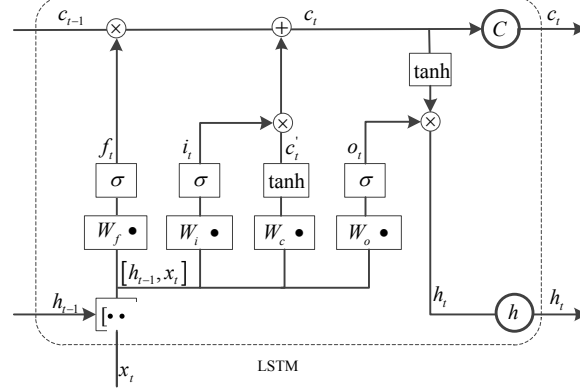 c_{t-1} × + c_t C c_t
tanh
× ×
f_t i_t c'_t o_t
σ σ tanh σ
W_f • W_i • W_c • W_o •
[h_{t-1}, x_t]
h_{t-1} [• • h_t h h_t
x_t LSTM